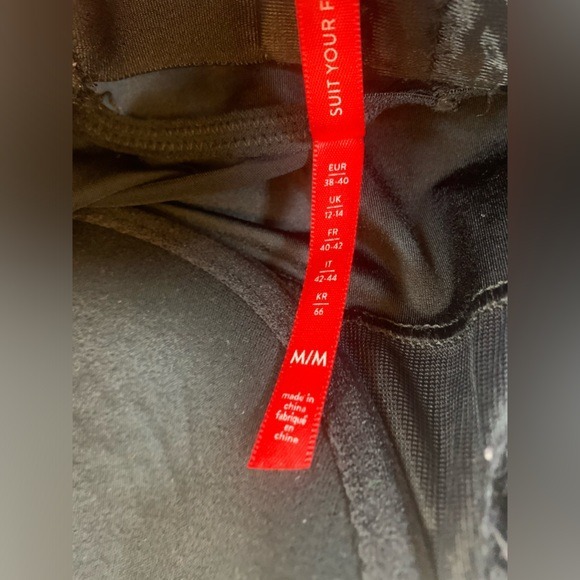 SUIT YOUR F
EUR
38-40
UK
12-14
FR
40-42
IT
42-44
KR
66
M/M
made in
china
fabriqué
en
chine